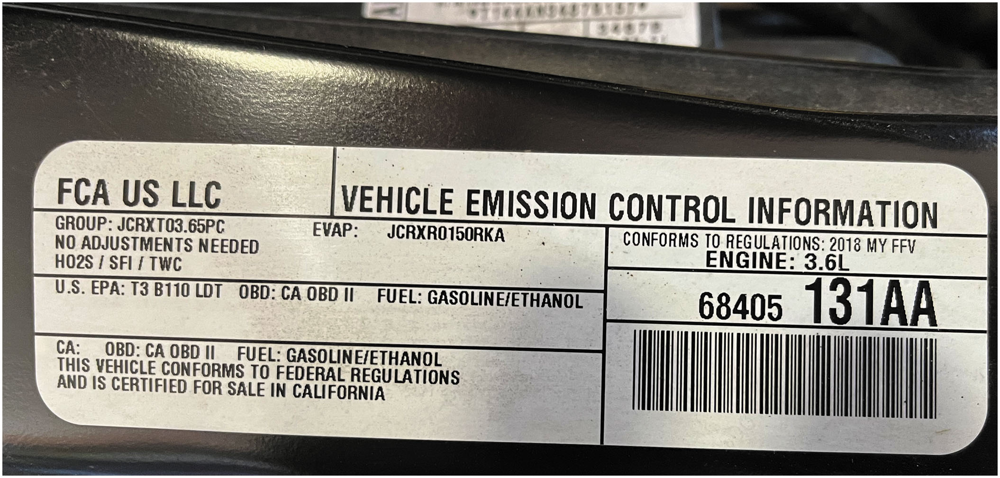 FCA US LLC
VEHICLE EMISSION CONTROL INFORMATION
GROUP: JCRXT03.65PC EVAP: JCRXR0150RKA
NO ADJUSTMENTS NEEDED
HO2S / SFI / TWC
CONFORMS TO REGULATIONS: 2018 MY FFV
ENGINE: 3.6L
U.S. EPA: T3 B110 LDT OBD: CA OBD II FUEL: GASOLINE/ETHANOL
68405 131AA
CA: OBD: CA OBD II FUEL: GASOLINE/ETHANOL
THIS VEHICLE CONFORMS TO FEDERAL REGULATIONS
AND IS CERTIFIED FOR SALE IN CALIFORNIA